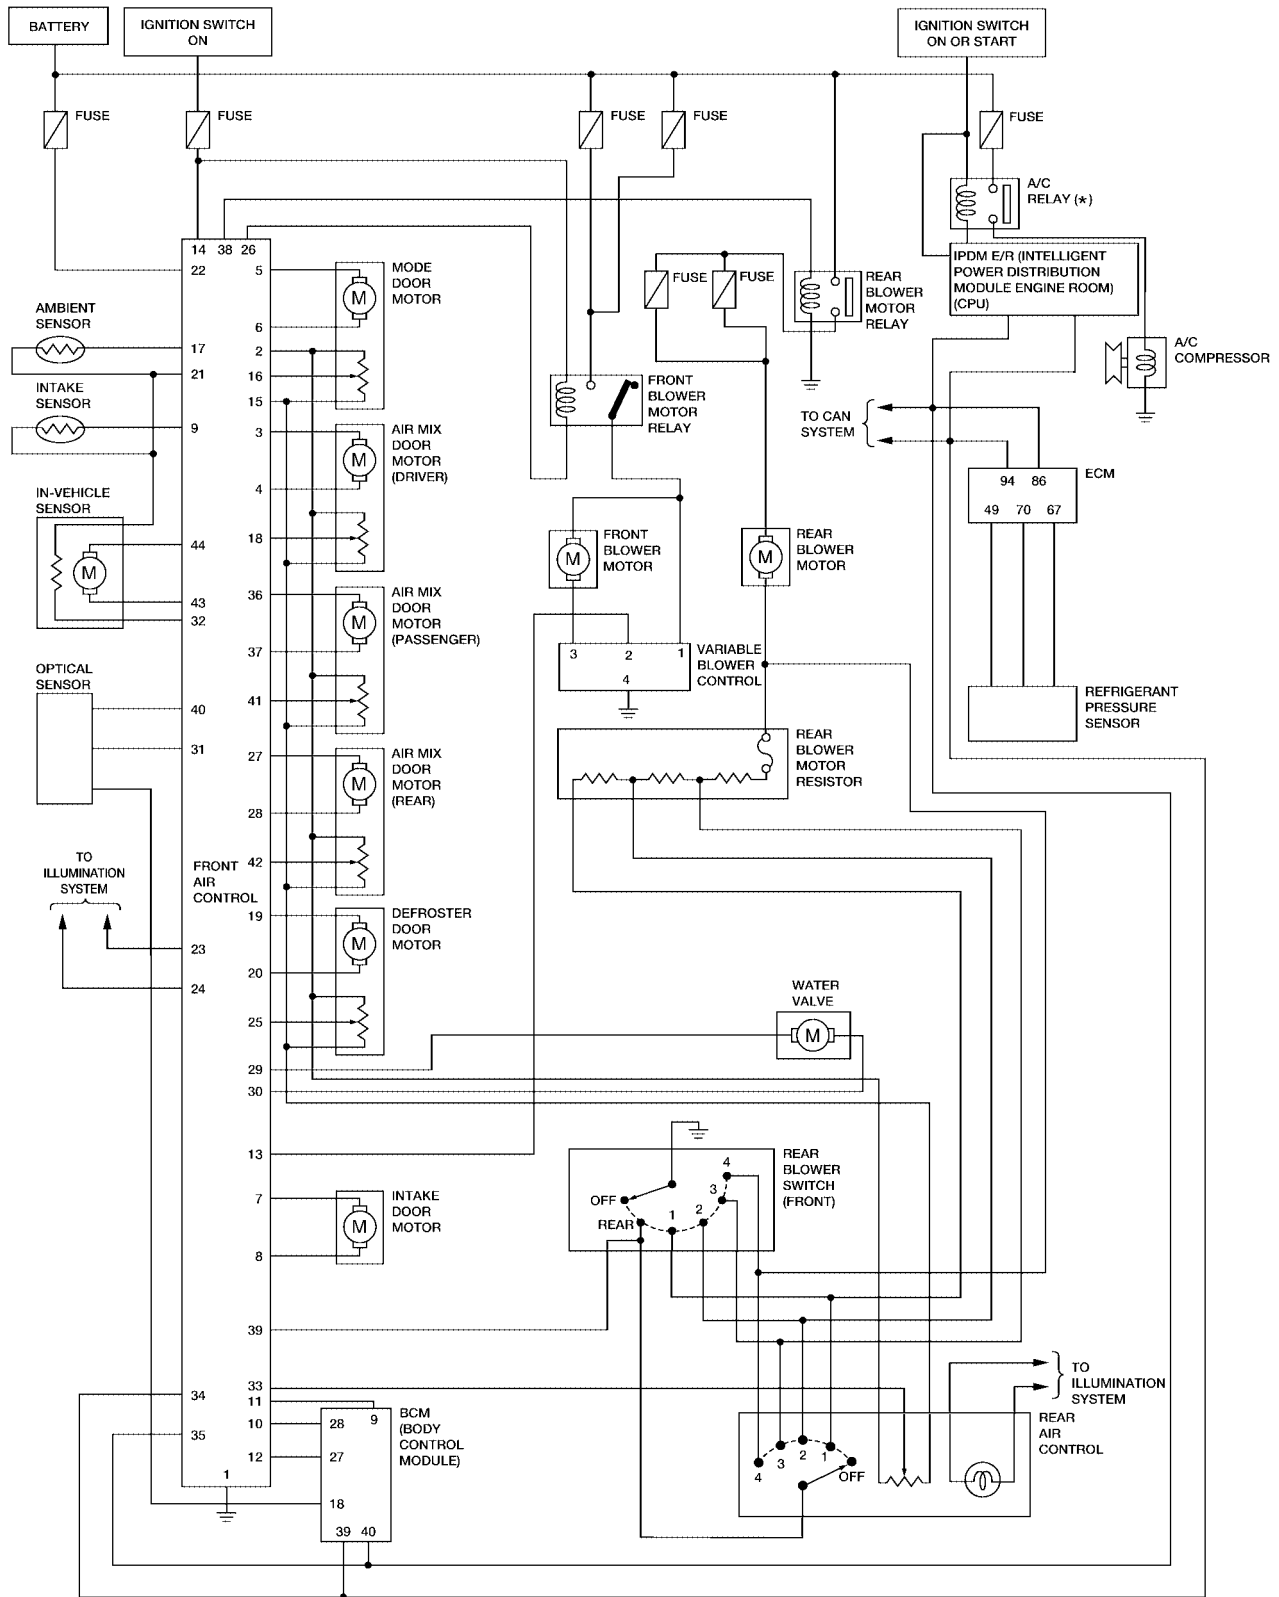 BATTERY
IGNITION SWITCH
ON
IGNITION SWITCH
ON OR START
FUSE
FUSE
FUSE
FUSE
FUSE
A/C
RELAY (*)
14 38 26
22
5
MODE
DOOR
MOTOR
M
6
FUSE
FUSE
REAR
BLOWER
MOTOR
RELAY
IPDM E/R (INTELLIGENT
POWER DISTRIBUTION
MODULE ENGINE ROOM)
(CPU)
A/C
COMPRESSOR
AMBIENT
SENSOR
17
21
2
16
15
INTAKE
SENSOR
9
FRONT
BLOWER
MOTOR
RELAY
TO CAN
SYSTEM
3
AIR MIX
DOOR
MOTOR
(DRIVER)
M
4
18
94 86
ECM
49 70 67
IN-VEHICLE
SENSOR
M
44
43
32
M
FRONT
BLOWER
MOTOR
M
REAR
BLOWER
MOTOR
36
AIR MIX
DOOR
MOTOR
(PASSENGER)
M
37
41
3 2 1
4
VARIABLE
BLOWER
CONTROL
OPTICAL
SENSOR
40
31
REFRIGERANT
PRESSURE
SENSOR
27
AIR MIX
DOOR
MOTOR
(REAR)
M
28
42
REAR
BLOWER
MOTOR
RESISTOR
TO
ILLUMINATION
SYSTEM
FRONT
AIR
CONTROL
23
24
19
DEFROSTER
DOOR
MOTOR
M
20
25
29
30
WATER
VALVE
M
13
7
INTAKE
DOOR
MOTOR
M
8
REAR
BLOWER
SWITCH
(FRONT)
4
3
OFF
2
1
REAR
39
34
35
33
11
10
12
1
9
28
27
18
39 40
BCM
(BODY
CONTROL
MODULE)
TO
ILLUMINATION
SYSTEM
REAR
AIR
CONTROL
4 3 2 1
OFF